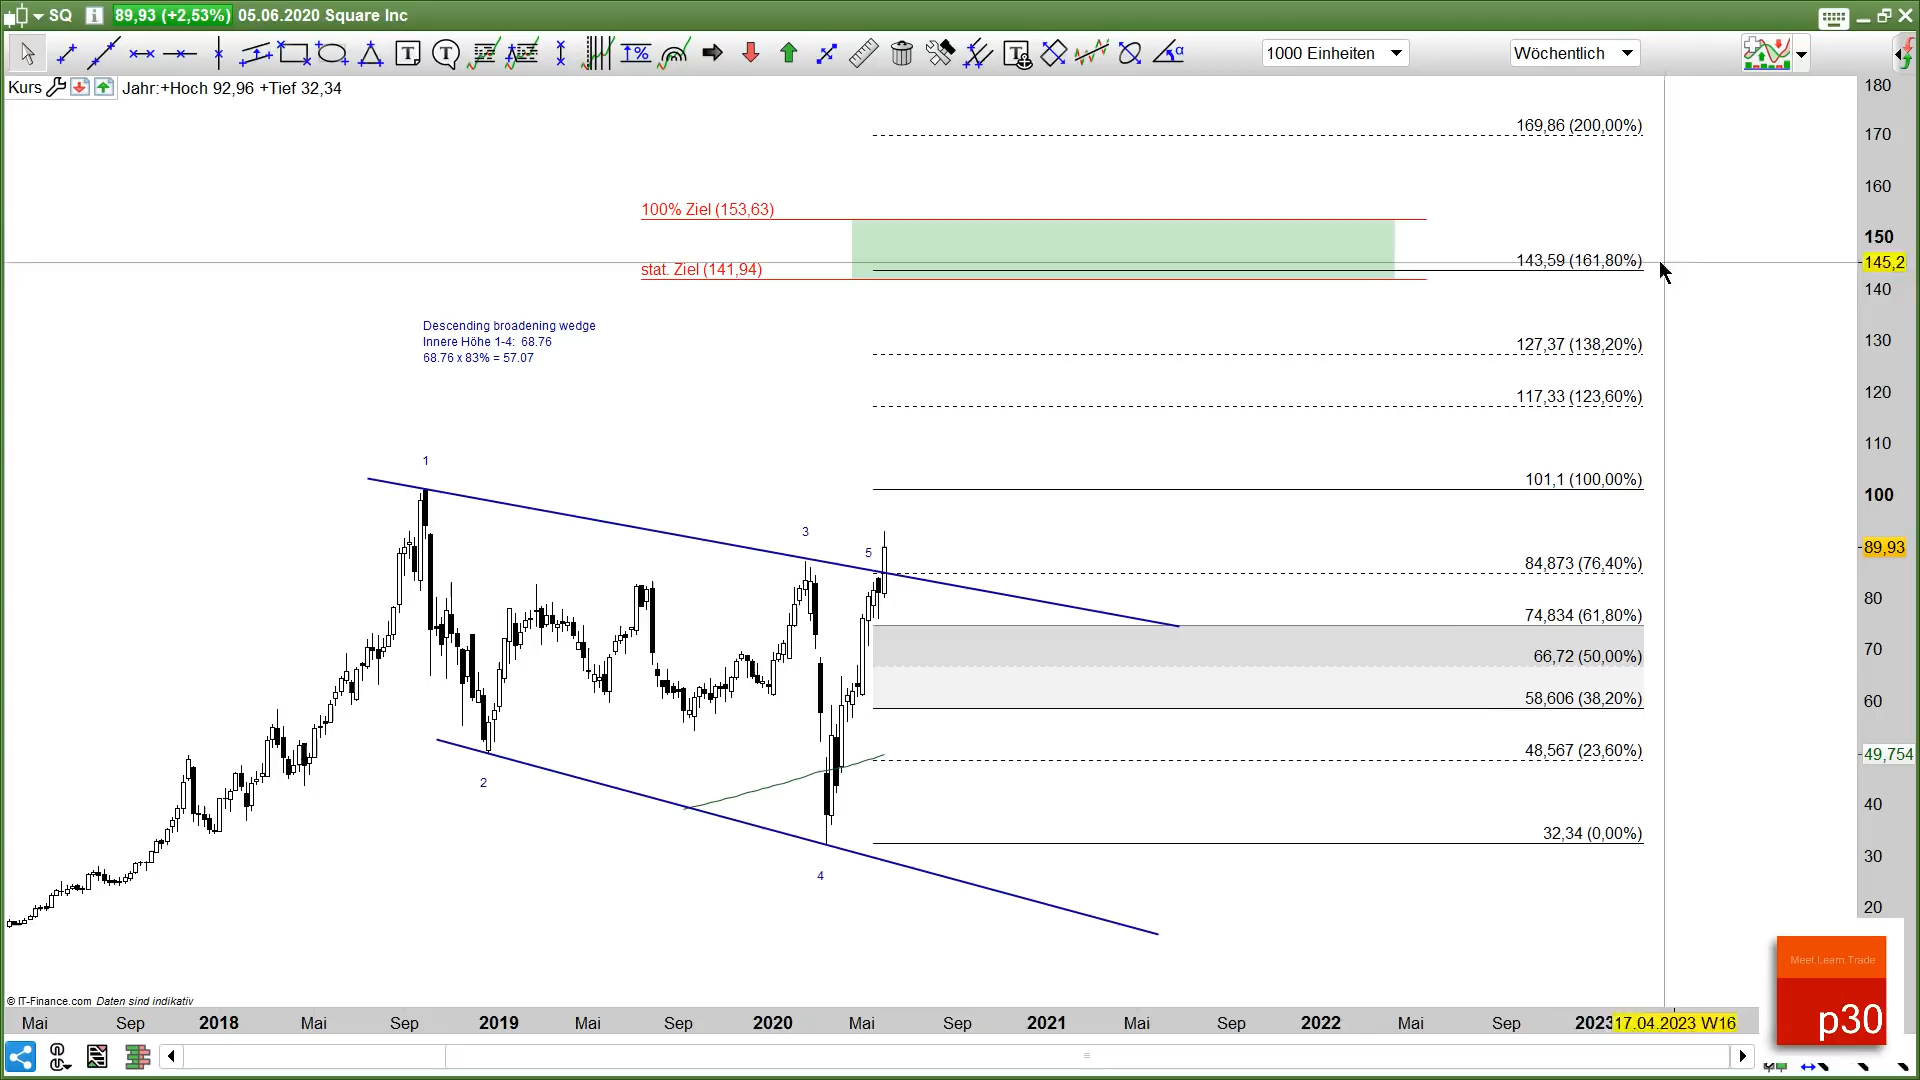 SQ 89,93 (+2,53%) 05.06.2020 Square Inc
1000 Einheiten
Wöchentlich
Kurs Jahr:+Hoch 92,96 +Tief 32,34
180
169,86 (200,00%)
170
160
100% Ziel (153,63)
150
143,59 (161,80%)
145,2
stat. Ziel (141,94)
140
Descending broadening wedge
Innere Höhe 1-4: 68.76
68.76 x 83% = 57.07
127,37 (138,20%)
130
117,33 (123,60%)
120
110
1
101,1 (100,00%)
100
3
5
89,93
84,873 (76,40%)
80
74,834 (61,80%)
70
66,72 (50,00%)
58,606 (38,20%)
60
48,567 (23,60%)
49,754
2
40
32,34 (0,00%)
30
4
20
Meet.Learn.Trade
p30
© IT-Finance.com Daten sind indikativ
Mai Sep 2018 Mai Sep 2019 Mai Sep 2020 Mai Sep 2021 Mai Sep 2022 Mai Sep 2023 17.04.2023 W16